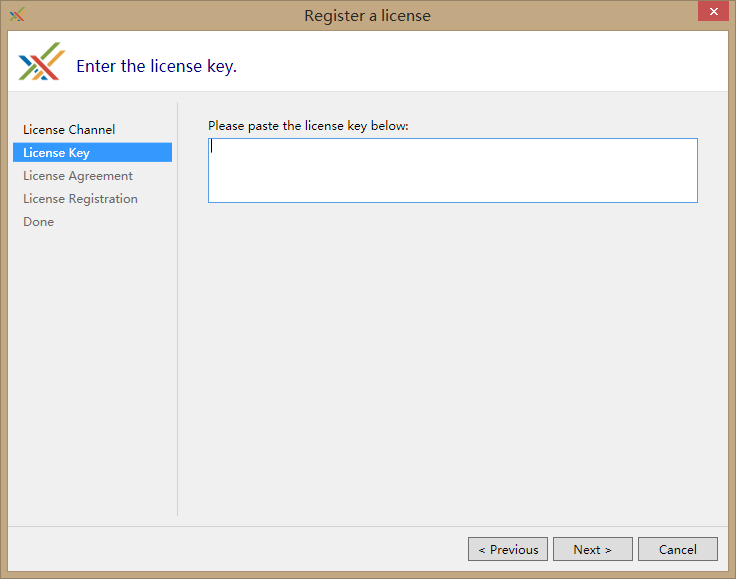 Register a license
Enter the license key.
License Channel
License Key
License Agreement
License Registration
Done
Please paste the license key below:
< Previous
Next >
Cancel